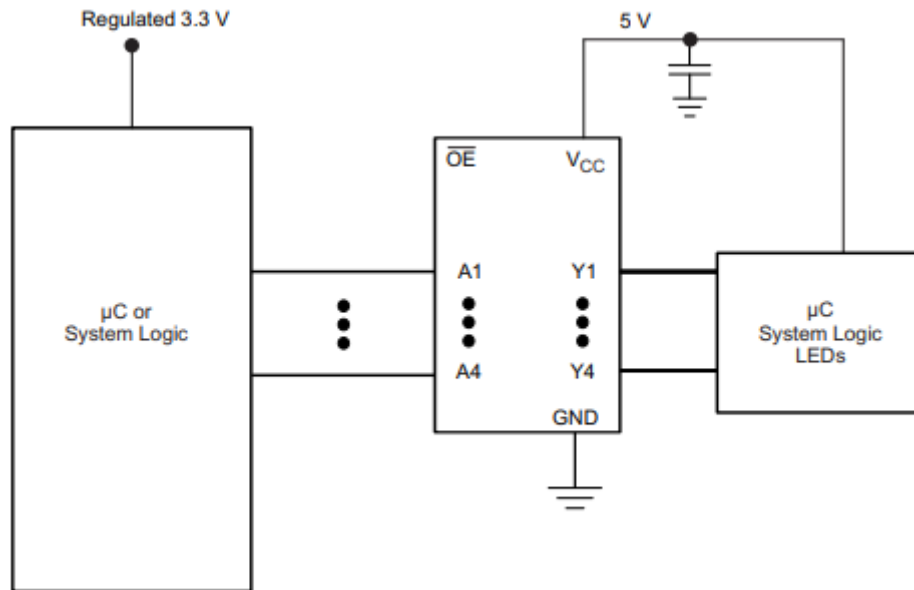 Regulated 3.3 V
5 V
OE
VCC
A1
Y1
µC or
System Logic
µC
System Logic
LEDs
A4
Y4
GND